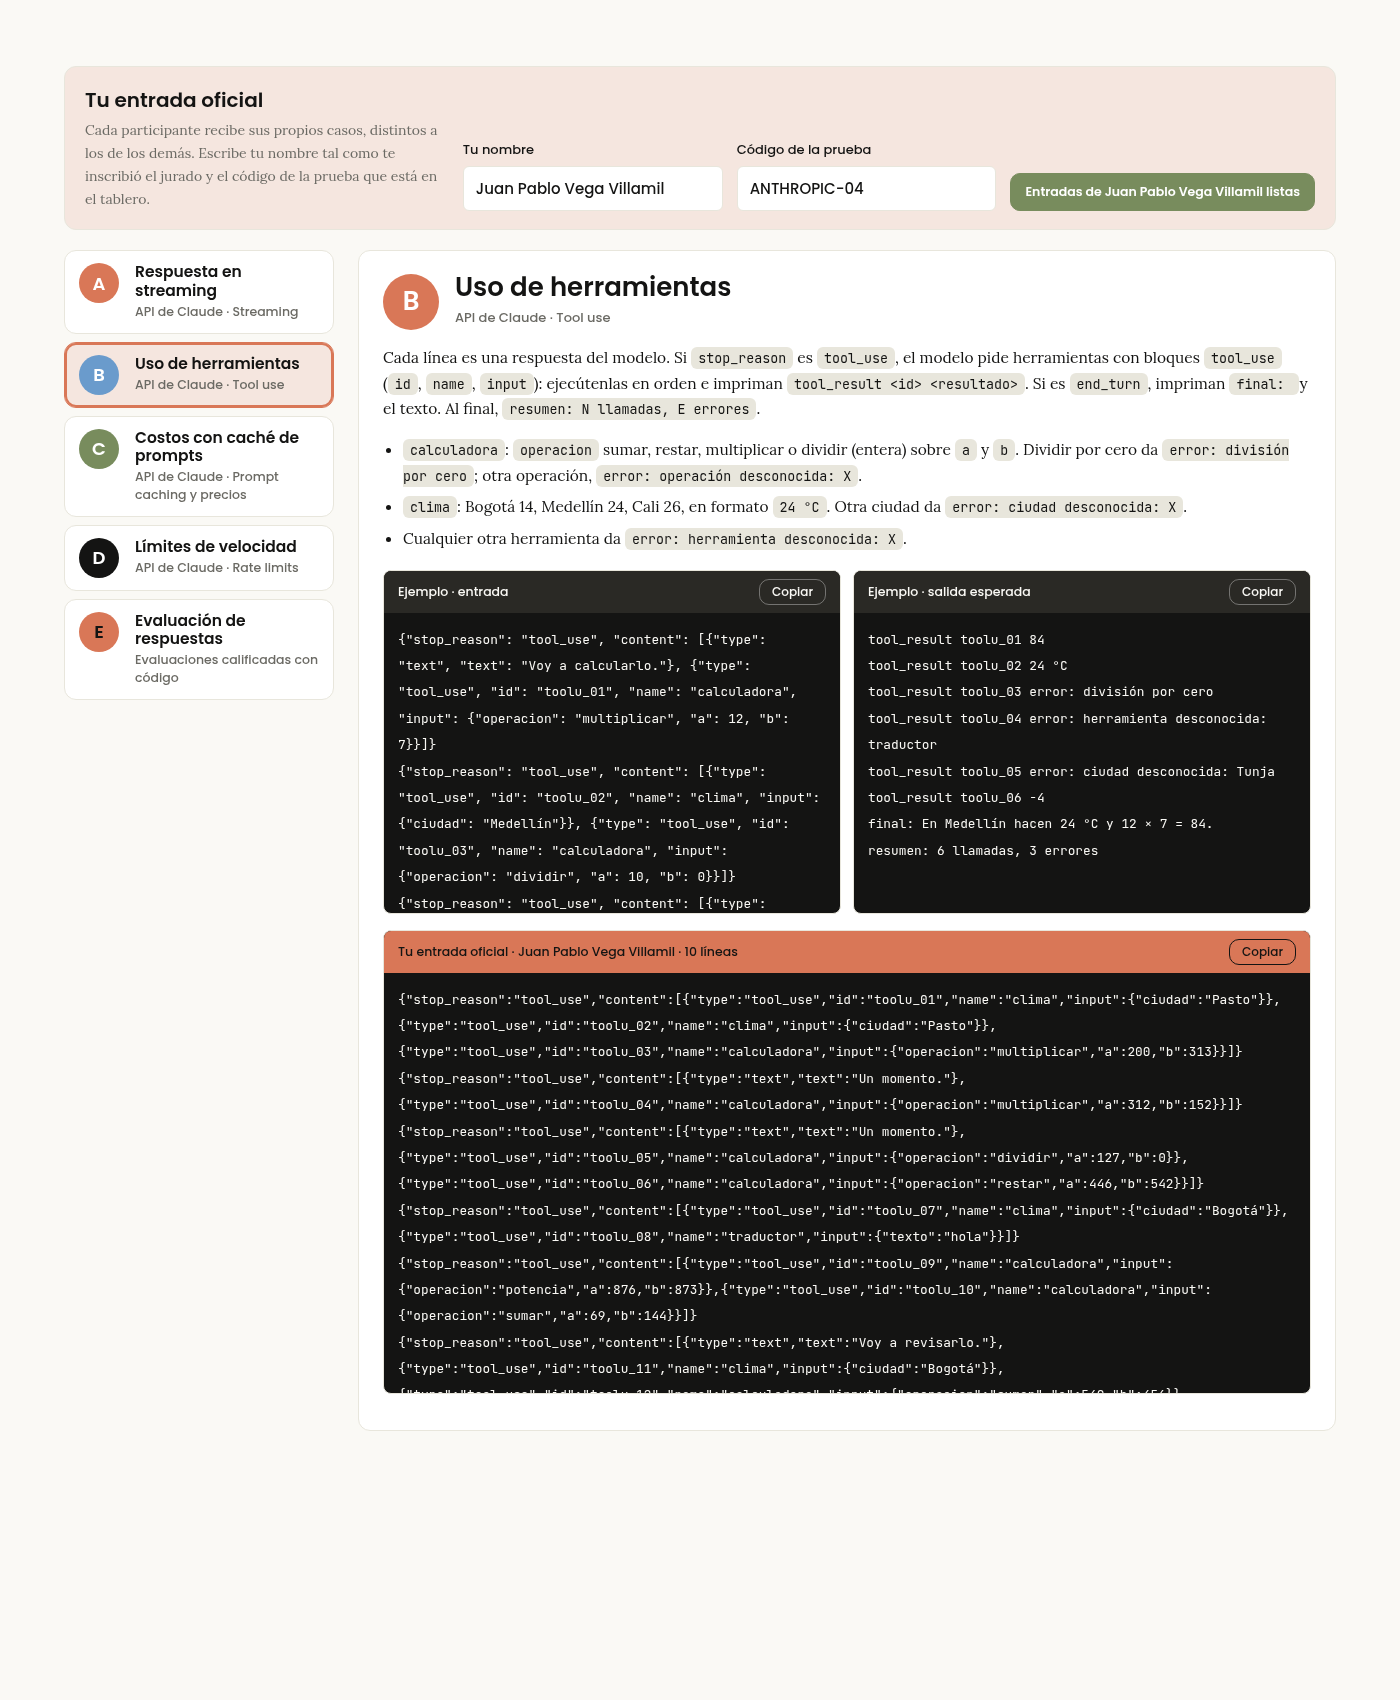 Tu entrada oficial
Cada participante recibe sus propios casos, distintos a
los de los demás. Escribe tu nombre tal como te
inscribió el jurado y el código de la prueba que está en
el tablero.
Tu nombre
Juan Pablo Vega Villamil
Código de la prueba
ANTHROPIC-04
Entradas de Juan Pablo Vega Villamil listas
A
Respuesta en
streaming
API de Claude · Streaming
B
Uso de herramientas
API de Claude · Tool use
C
Costos con caché de
prompts
API de Claude · Prompt
caching y precios
D
Límites de velocidad
API de Claude · Rate limits
E
Evaluación de
respuestas
Evaluaciones calificadas con
código
B
Uso de herramientas
API de Claude · Tool use
Cada línea es una respuesta del modelo. Si stop_reason es tool_use, el modelo pide herramientas con bloques tool_use
(id, name, input): ejecútenlas en orden e impriman tool_result <id> <resultado>. Si es end_turn, impriman final: y
el texto. Al final, resumen: N llamadas, E errores.
• calculadora: operacion sumar, restar, multiplicar o dividir (entera) sobre a y b. Dividir por cero da error: división
por cero; otra operación, error: operación desconocida: X.
• clima: Bogotá 14, Medellín 24, Cali 26, en formato 24 °C. Otra ciudad da error: ciudad desconocida: X.
• Cualquier otra herramienta da error: herramienta desconocida: X.
Ejemplo · entrada
Copiar
{"stop_reason": "tool_use", "content": [{"type":
"text", "text": "Voy a calcularlo."}, {"type":
"tool_use", "id": "toolu_01", "name": "calculadora",
"input": {"operacion": "multiplicar", "a": 12, "b":
7}}]}
{"stop_reason": "tool_use", "content": [{"type":
"tool_use", "id": "toolu_02", "name": "clima", "input":
{"ciudad": "Medellín"}}, {"type": "tool_use", "id":
"toolu_03", "name": "calculadora", "input":
{"operacion": "dividir", "a": 10, "b": 0}}]}
{"stop_reason": "tool_use", "content": [{"type":
Ejemplo · salida esperada
Copiar
tool_result toolu_01 84
tool_result toolu_02 24 °C
tool_result toolu_03 error: división por cero
tool_result toolu_04 error: herramienta desconocida:
traductor
tool_result toolu_05 error: ciudad desconocida: Tunja
tool_result toolu_06 -4
final: En Medellín hacen 24 °C y 12 × 7 = 84.
resumen: 6 llamadas, 3 errores
Tu entrada oficial · Juan Pablo Vega Villamil · 10 líneas
Copiar
{"stop_reason":"tool_use","content":[{"type":"tool_use","id":"toolu_01","name":"clima","input":{"ciudad":"Pasto"}},
{"type":"tool_use","id":"toolu_02","name":"clima","input":{"ciudad":"Pasto"}},
{"type":"tool_use","id":"toolu_03","name":"calculadora","input":{"operacion":"multiplicar","a":200,"b":313}}]}
{"stop_reason":"tool_use","content":[{"type":"text","text":"Un momento."},
{"type":"tool_use","id":"toolu_04","name":"calculadora","input":{"operacion":"multiplicar","a":312,"b":152}}]}
{"stop_reason":"tool_use","content":[{"type":"text","text":"Un momento."},
{"type":"tool_use","id":"toolu_05","name":"calculadora","input":{"operacion":"dividir","a":127,"b":0}},
{"type":"tool_use","id":"toolu_06","name":"calculadora","input":{"operacion":"restar","a":446,"b":542}}]}
{"stop_reason":"tool_use","content":[{"type":"tool_use","id":"toolu_07","name":"clima","input":{"ciudad":"Bogotá"}},
{"type":"tool_use","id":"toolu_08","name":"traductor","input":{"texto":"hola"}}]}
{"stop_reason":"tool_use","content":[{"type":"tool_use","id":"toolu_09","name":"calculadora","input":
{"operacion":"potencia","a":876,"b":873}},{"type":"tool_use","id":"toolu_10","name":"calculadora","input":
{"operacion":"sumar","a":69,"b":144}}]}
{"stop_reason":"tool_use","content":[{"type":"text","text":"Voy a revisarlo."},
{"type":"tool_use","id":"toolu_11","name":"clima","input":{"ciudad":"Bogotá"}},